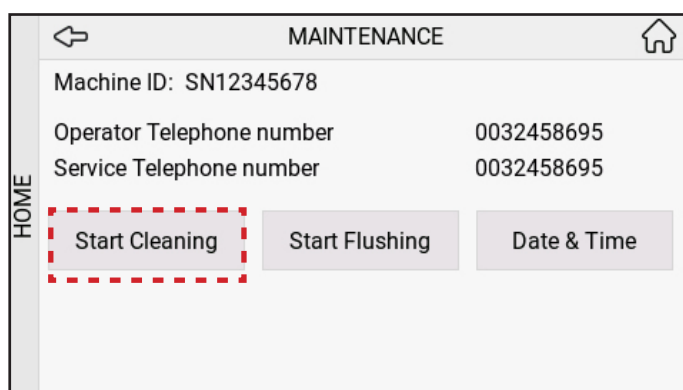 MAINTENANCE
Machine ID: SN12345678
Operator Telephone number 0032458695
Service Telephone number 0032458695
HOME
Start Cleaning Start Flushing Date & Time